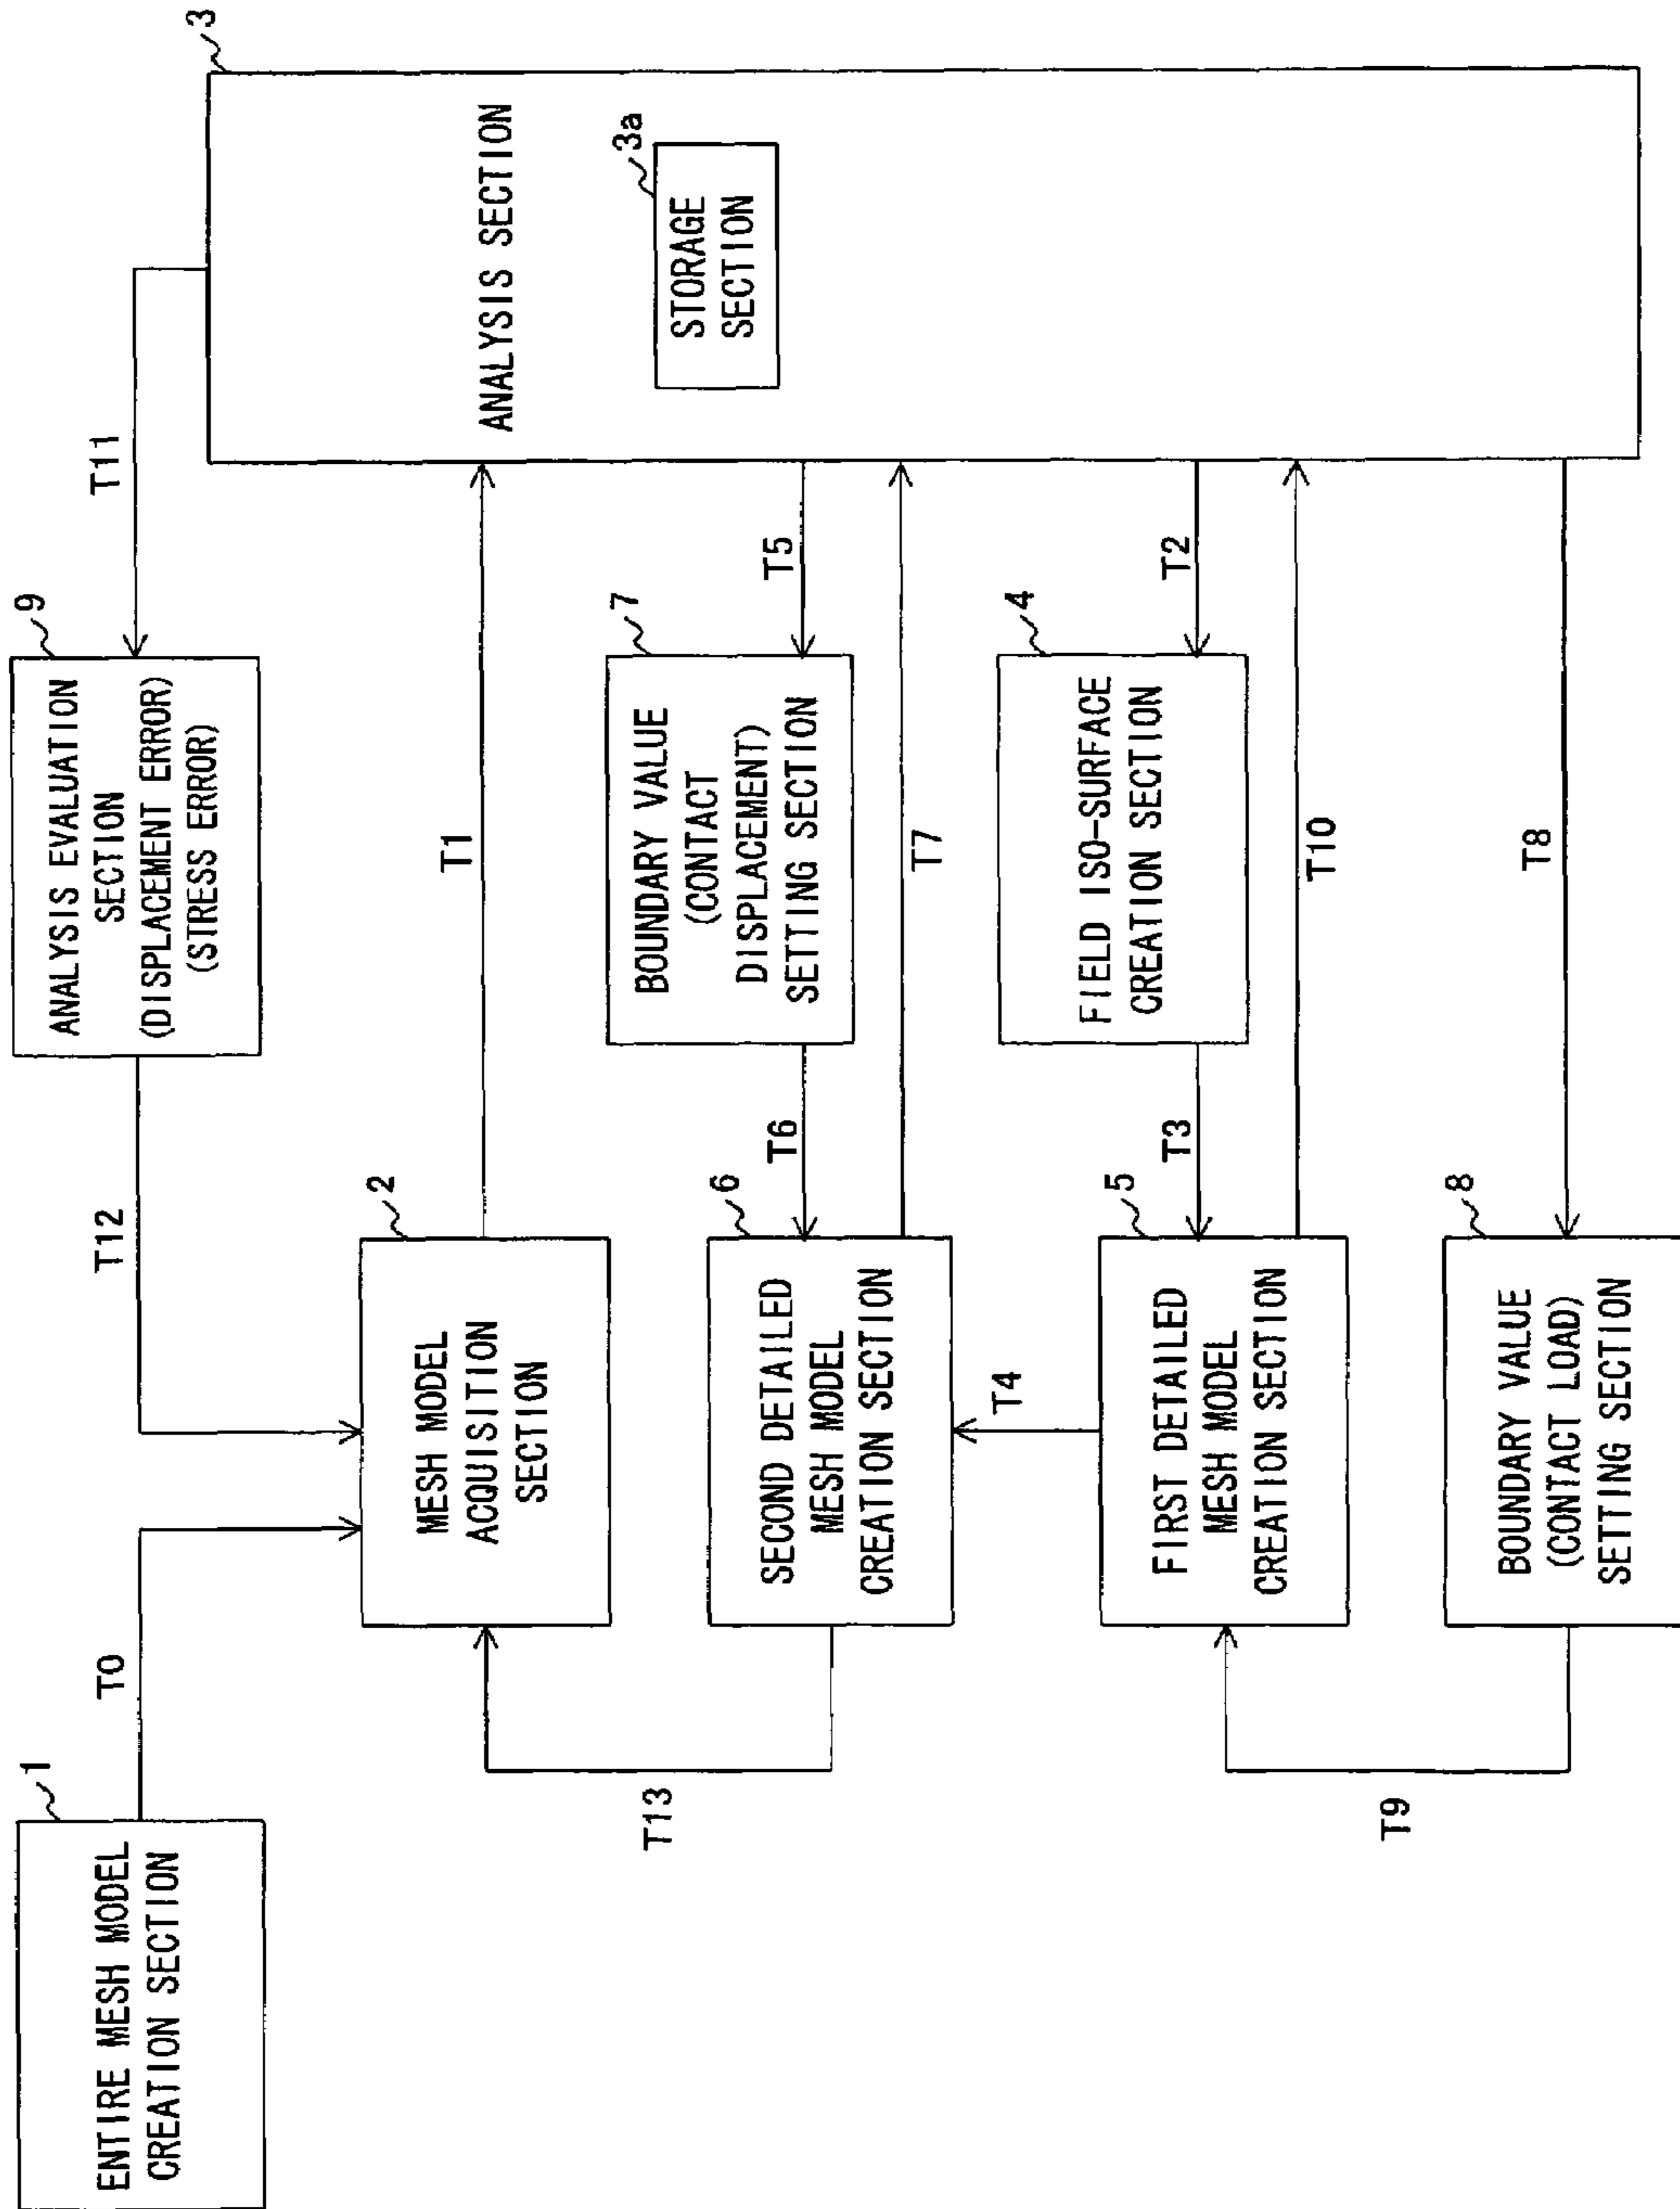 1
ENTIRE MESH MODEL
CREATION SECTION
T0
T12
9
ANALYSIS EVALUATION
SECTION
(DISPLACEMENT ERROR)
(STRESS ERROR)
T11
3
ANALYSIS SECTION
3a
STORAGE
SECTION
2
MESH MODEL
ACQUISITION
SECTION
T1
T13
6
SECOND DETAILED
MESH MODEL
CREATION SECTION
T6
7
BOUNDARY VALUE
(CONTACT
DISPLACEMENT)
SETTING SECTION
T5
T7
T4
5
FIRST DETAILED
MESH MODEL
CREATION SECTION
T3
4
FIELD ISO-SURFACE
CREATION SECTION
T2
T10
T9
8
BOUNDARY VALUE
(CONTACT LOAD)
SETTING SECTION
T8